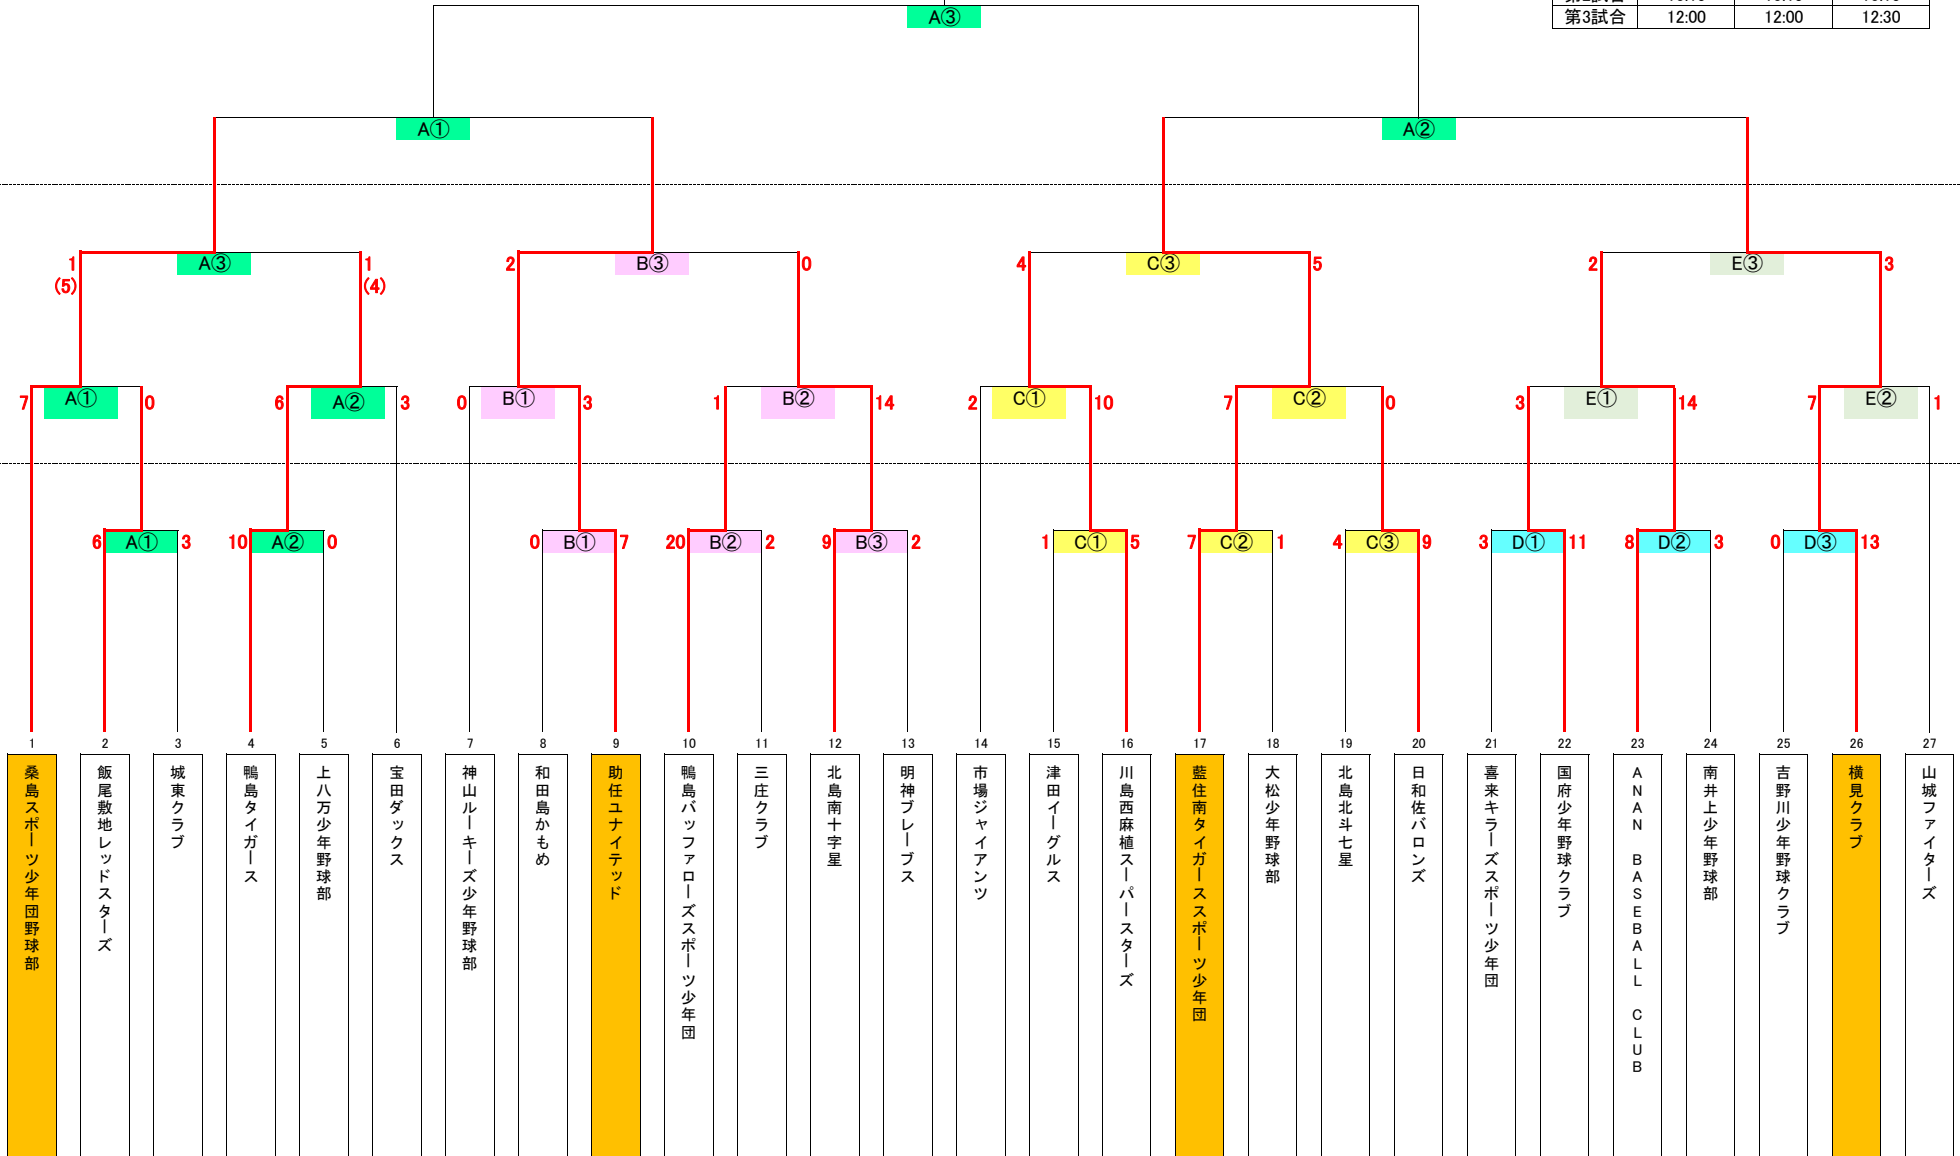 A③
第3試合 12:00 12:00 12:30
A① A②
1 A③ 1 2 B③ 0 4 C③ 5 2 E③ 3
(5) (4)
7 A① 0 6 A② 3 0 B① 3 1 B② 14 2 C① 10 7 C② 0 3 E① 14 7 E② 1
6 A① 3 10 A② 0 0 B① 7 20 B② 2 9 B③ 2 1 C① 5 7 C② 1 4 C③ 9 3 D① 11 8 D② 3 0 D③ 13
1 2 3 4 5 6 7 8 9 10 11 12 13 14 15 16 17 18 19 20 21 22 23 24 25 26 27
桑島スポーツ少年団野球部
飯尾敷地レッドスターズ
城東クラブ
鴨島タイガース
上八万少年野球部
宝田ダックス
神山ルーキーズ少年野球部
和田島かもめ
助任ユナイテッド
鴨島バッファローズスポーツ少年団
三庄クラブ
北島南十字星
明神ブレーブス
市場ジャイアンツ
津田イーグルス
川島西麻植スーパースターズ
藍住南タイガーススポーツ少年団
大松少年野球部
北島北斗七星
日和佐バロンズ
喜来キラーズスポーツ少年団
国府少年野球クラブ
ANAN BASEBALL CLUB
南井上少年野球部
吉野川少年野球クラブ
横見クラブ
山城ファイターズ